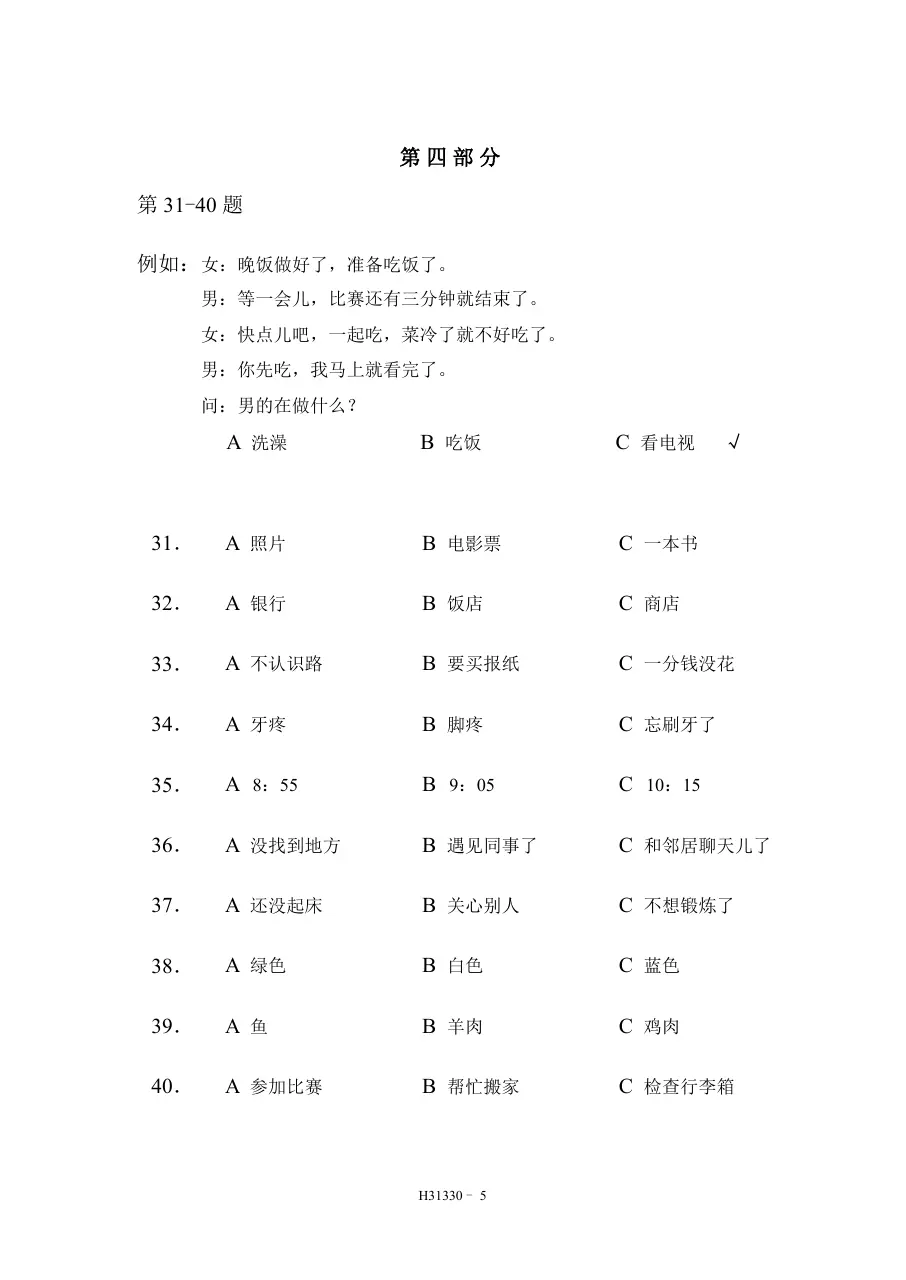 第四部分
第 31-40 题
例如：女：晚饭做好了，准备吃饭了。
男：等一会儿，比赛还有三分钟就结束了。
女：快点儿吧，一起吃，菜冷了就不好吃了。
男：你先吃，我马上就看完了。
问：男的在做什么？
A 洗澡 B 吃饭 C 看电视 √
31． A 照片 B 电影票 C 一本书
32． A 银行 B 饭店 C 商店
33． A 不认识路 B 要买报纸 C 一分钱没花
34． A 牙疼 B 脚疼 C 忘刷牙了
35． A 8：55 B 9：05 C 10：15
36． A 没找到地方 B 遇见同事了 C 和邻居聊天儿了
37． A 还没起床 B 关心别人 C 不想锻炼了
38． A 绿色 B 白色 C 蓝色
39． A 鱼 B 羊肉 C 鸡肉
40． A 参加比赛 B 帮忙搬家 C 检查行李箱
H31330－ 5